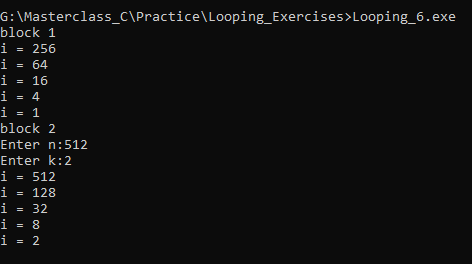 G:\Masterclass_C\Practice\Looping_Exercises>Looping_6.exe
block 1
i = 256
i = 64
i = 16
i = 4
i = 1
block 2
Enter n:512
Enter k:2
i = 512
i = 128
i = 32
i = 8
i = 2